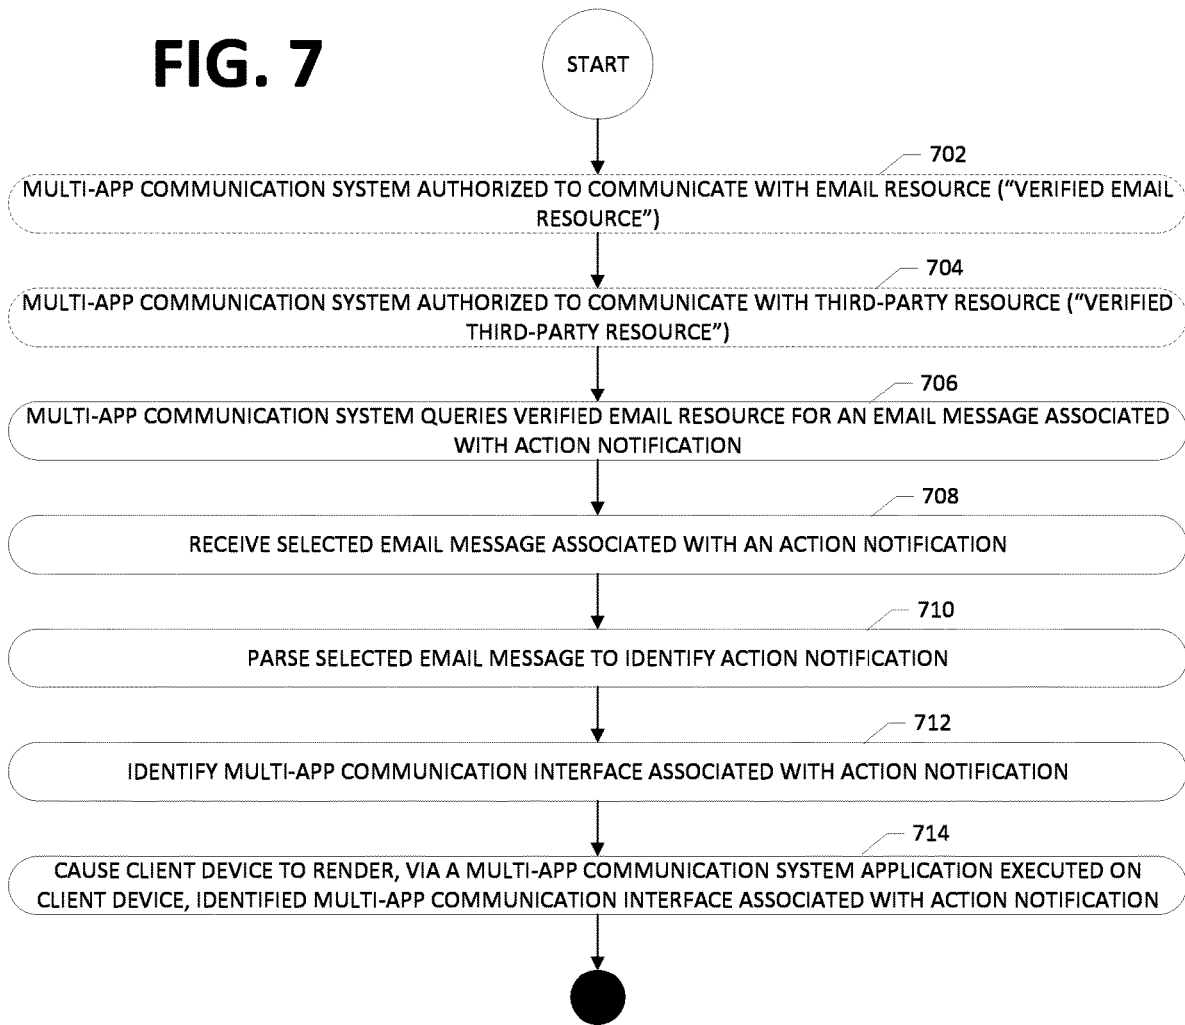 FIG. 7
START
702
MULTI-APP COMMUNICATION SYSTEM AUTHORIZED TO COMMUNICATE WITH EMAIL RESOURCE (“VERIFIED EMAIL
RESOURCE”)
704
MULTI-APP COMMUNICATION SYSTEM AUTHORIZED TO COMMUNICATE WITH THIRD-PARTY RESOURCE (“VERIFIED
THIRD-PARTY RESOURCE”)
706
MULTI-APP COMMUNICATION SYSTEM QUERIES VERIFIED EMAIL RESOURCE FOR AN EMAIL MESSAGE ASSOCIATED
WITH ACTION NOTIFICATION
708
RECEIVE SELECTED EMAIL MESSAGE ASSOCIATED WITH AN ACTION NOTIFICATION
710
PARSE SELECTED EMAIL MESSAGE TO IDENTIFY ACTION NOTIFICATION
712
IDENTIFY MULTI-APP COMMUNICATION INTERFACE ASSOCIATED WITH ACTION NOTIFICATION
714
CAUSE CLIENT DEVICE TO RENDER, VIA A MULTI-APP COMMUNICATION SYSTEM APPLICATION EXECUTED ON
CLIENT DEVICE, IDENTIFIED MULTI-APP COMMUNICATION INTERFACE ASSOCIATED WITH ACTION NOTIFICATION